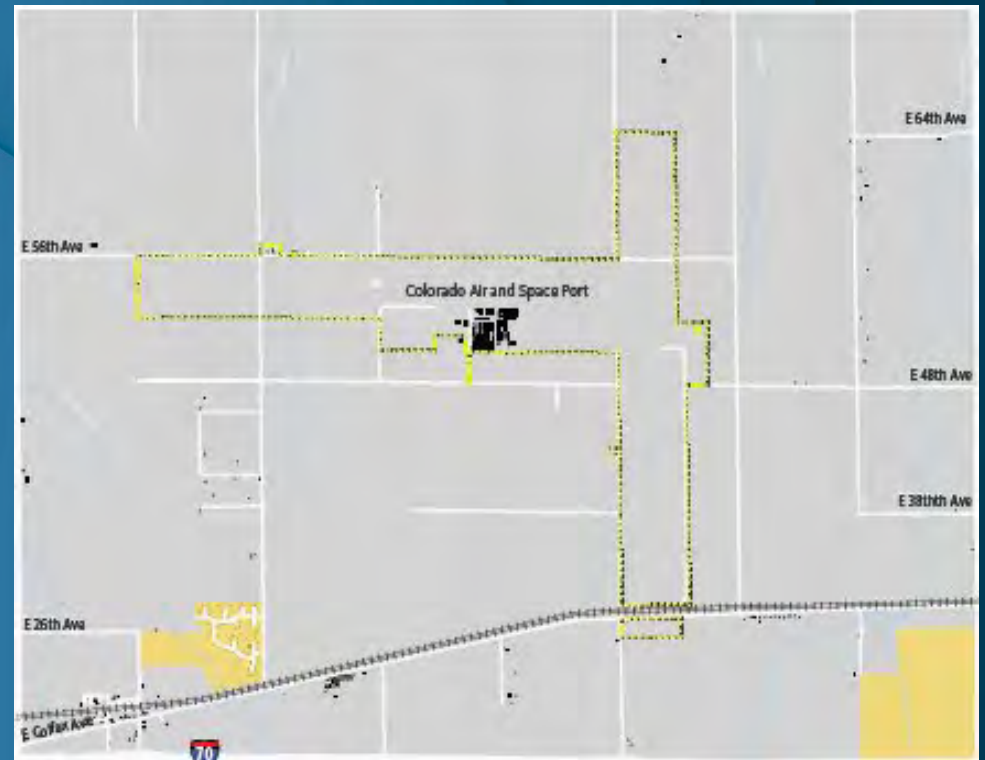 E 64th Ave
E 56th Ave
Colorado Air and Space Port
E 48th Ave
E 38thth Ave
E 26th Ave
E Colfax Ave
70